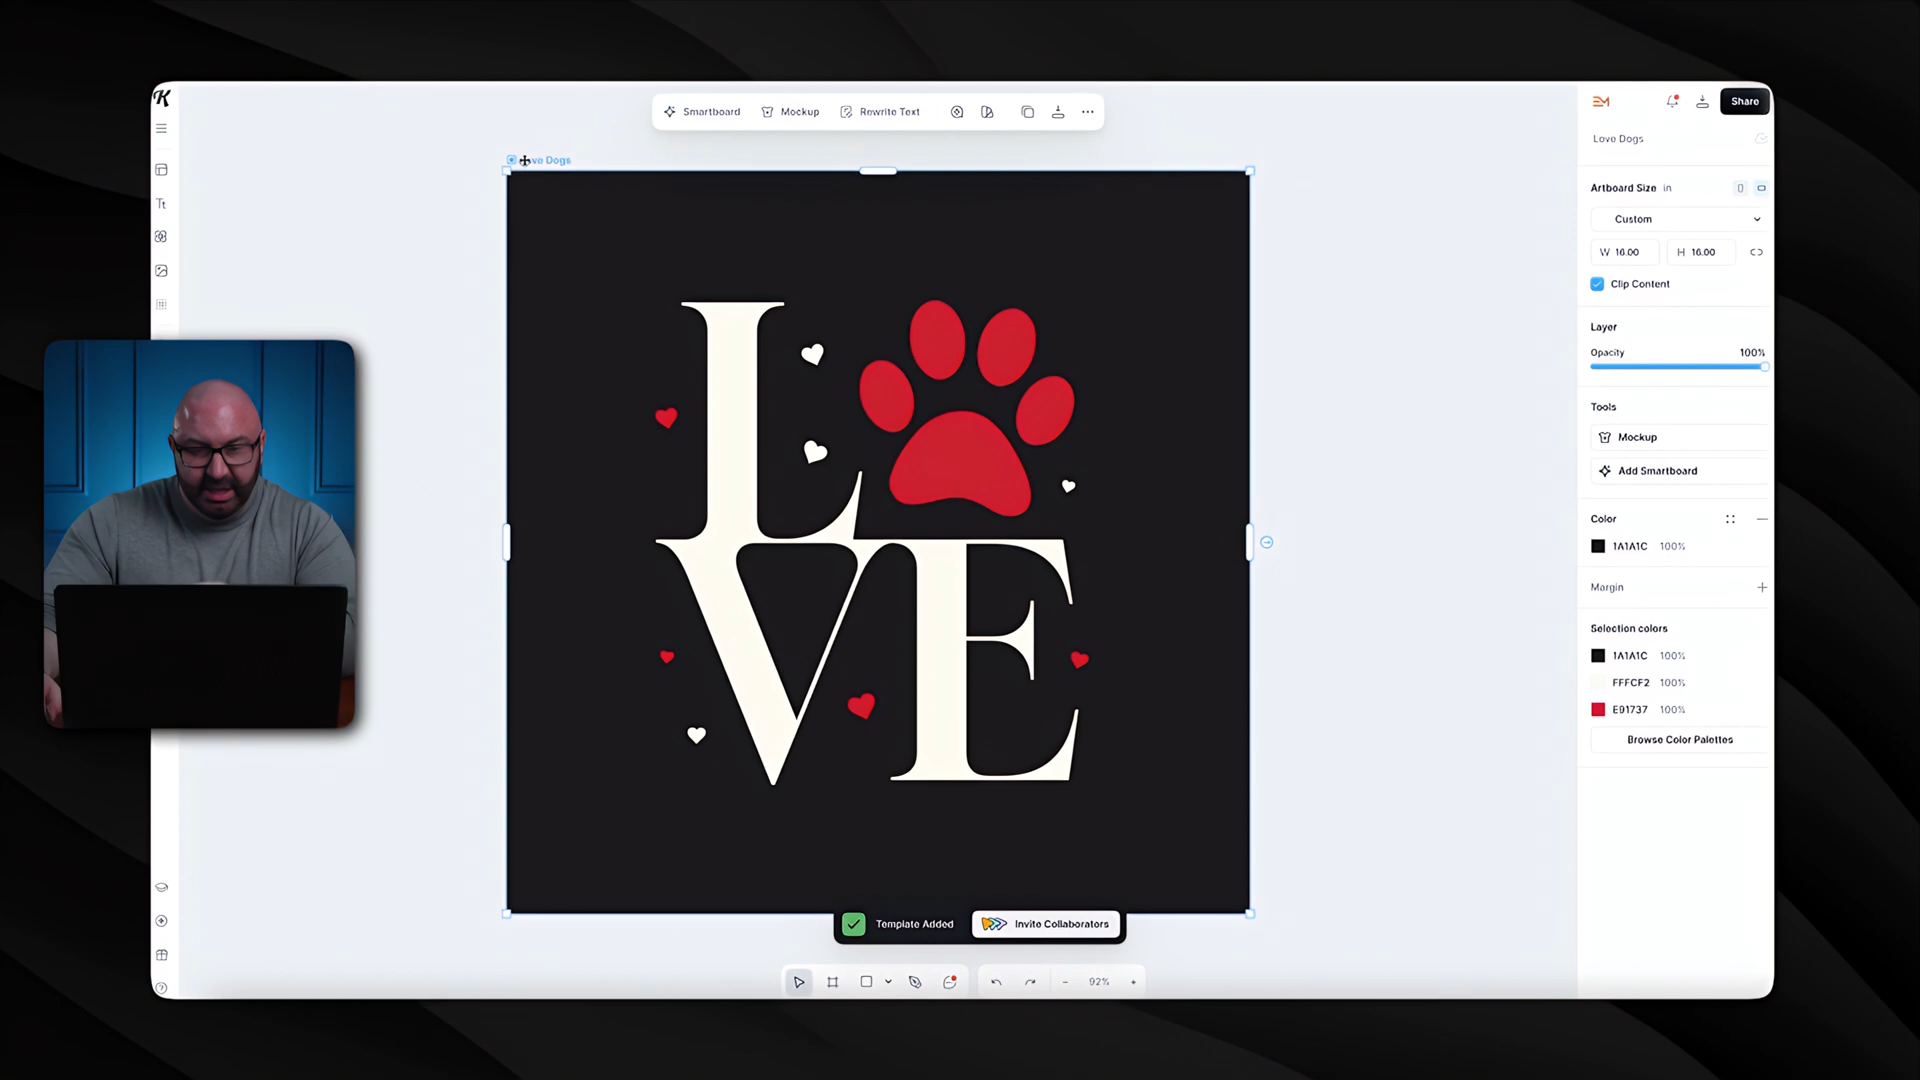 K
Smartboard Mockup Rewrite Text
Share
Love Dogs
ve Dogs
Artboard Size in
Custom
W 16.00 H 16.00
Clip Content
Layer
Opacity 100%
Tools
Mockup
Add Smartboard
Color
1A1A1C 100%
Margin
Selection colors
1A1A1C 100%
FFFCF2 100%
E91737 100%
Browse Color Palettes
Tt
L
VE
Template Added Invite Collaborators
92%